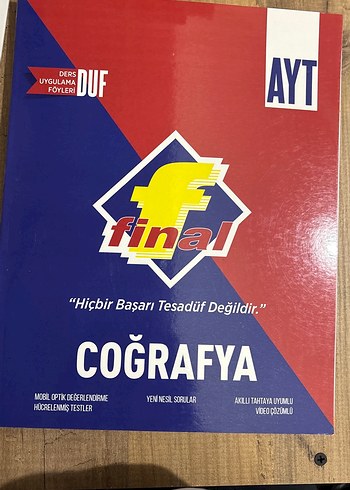 DERS
UYGULAMA
FÖYLERİ
DUF
AYT
f
final
“Hiçbir Başarı Tesadüf Değildir.”
COĞRAFYA
MOBİL OPTİK DEĞERLENDİRME
HÜCRELENMİŞ TESTLER
YENİ NESİL SORULAR
AKILLI TAHTAYA UYUMLU
VİDEO ÇÖZÜMLÜ